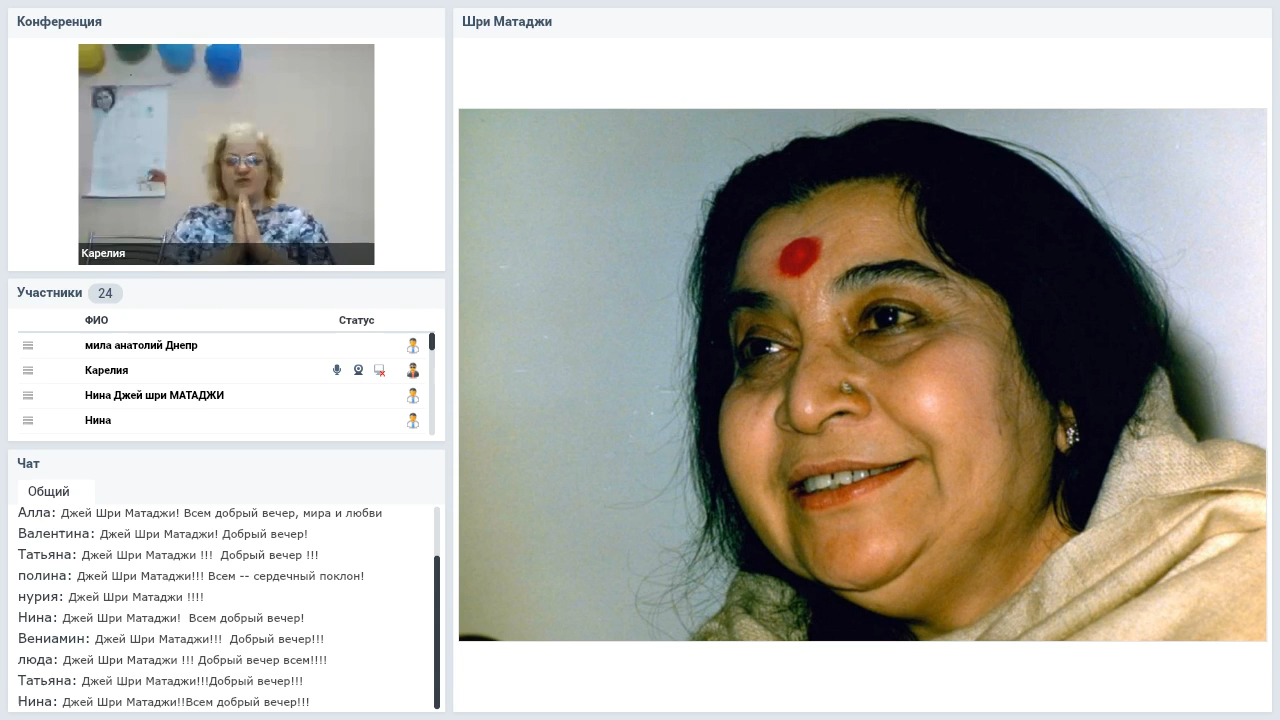 Конференция
Карелия
Участники 24
ФИО Статус
мила анатолий Днепр
Карелия
Нина Джей шри МАТАДЖИ
Нина
Чат
Общий
Алла: Джей Шри Матаджи! Всем добрый вечер, мира и любви
Валентина: Джей Шри Матаджи! Добрый вечер!
Татьяна: Джей Шри Матаджи !!!  Добрый вечер !!!
полина: Джей Шри Матаджи!!! Всем -- сердечный поклон!
нурия: Джей Шри Матаджи !!!!
Нина: Джей Шри Матаджи!  Всем добрый вечер!
Вениамин: Джей Шри Матаджи!!!  Добрый вечер!!!
люда: Джей Шри Матаджи !!! Добрый вечер всем!!!!
Татьяна: Джей Шри Матаджи!!!Добрый вечер!!!
Нина: Джей Шри Матаджи!!Всем добрый вечер!!!
Шри Матаджи